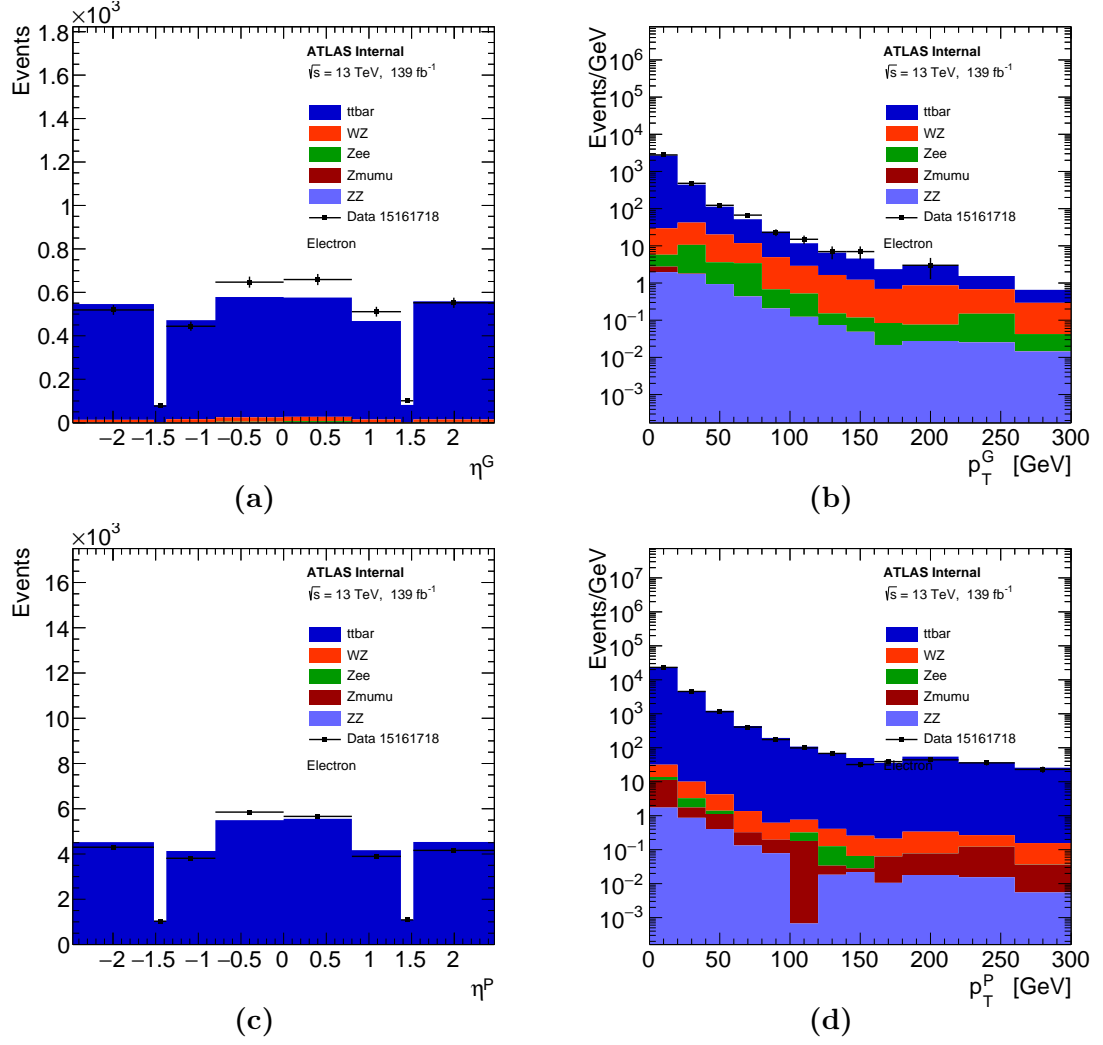 ×10³
Events
1.8
1.6
1.4
1.2
1
0.8
0.6
0.4
0.2
0
ATLAS Internal
√s = 13 TeV, 139 fb⁻¹
ttbar
WZ
Zee
Zmumu
ZZ
Data 15161718
Electron
−2 −1.5 −1 −0.5 0 0.5 1 1.5 2
η^G
(a)
Events/GeV
10⁶
10⁵
10⁴
10³
10²
10
1
10⁻¹
10⁻²
10⁻³
ATLAS Internal
√s = 13 TeV, 139 fb⁻¹
ttbar
WZ
Zee
Zmumu
ZZ
Data 15161718
Electron
0 50 100 150 200 250 300
p_T^G [GeV]
(b)
×10³
Events
16
14
12
10
8
6
4
2
0
ATLAS Internal
√s = 13 TeV, 139 fb⁻¹
ttbar
WZ
Zee
Zmumu
ZZ
Data 15161718
Electron
−2 −1.5 −1 −0.5 0 0.5 1 1.5 2
η^P
(c)
Events/GeV
10⁷
10⁶
10⁵
10⁴
10³
10²
10
1
10⁻¹
10⁻²
10⁻³
ATLAS Internal
√s = 13 TeV, 139 fb⁻¹
ttbar
WZ
Zee
Zmumu
ZZ
Data 15161718
Electron
0 50 100 150 200 250 300
p_T^P [GeV]
(d)